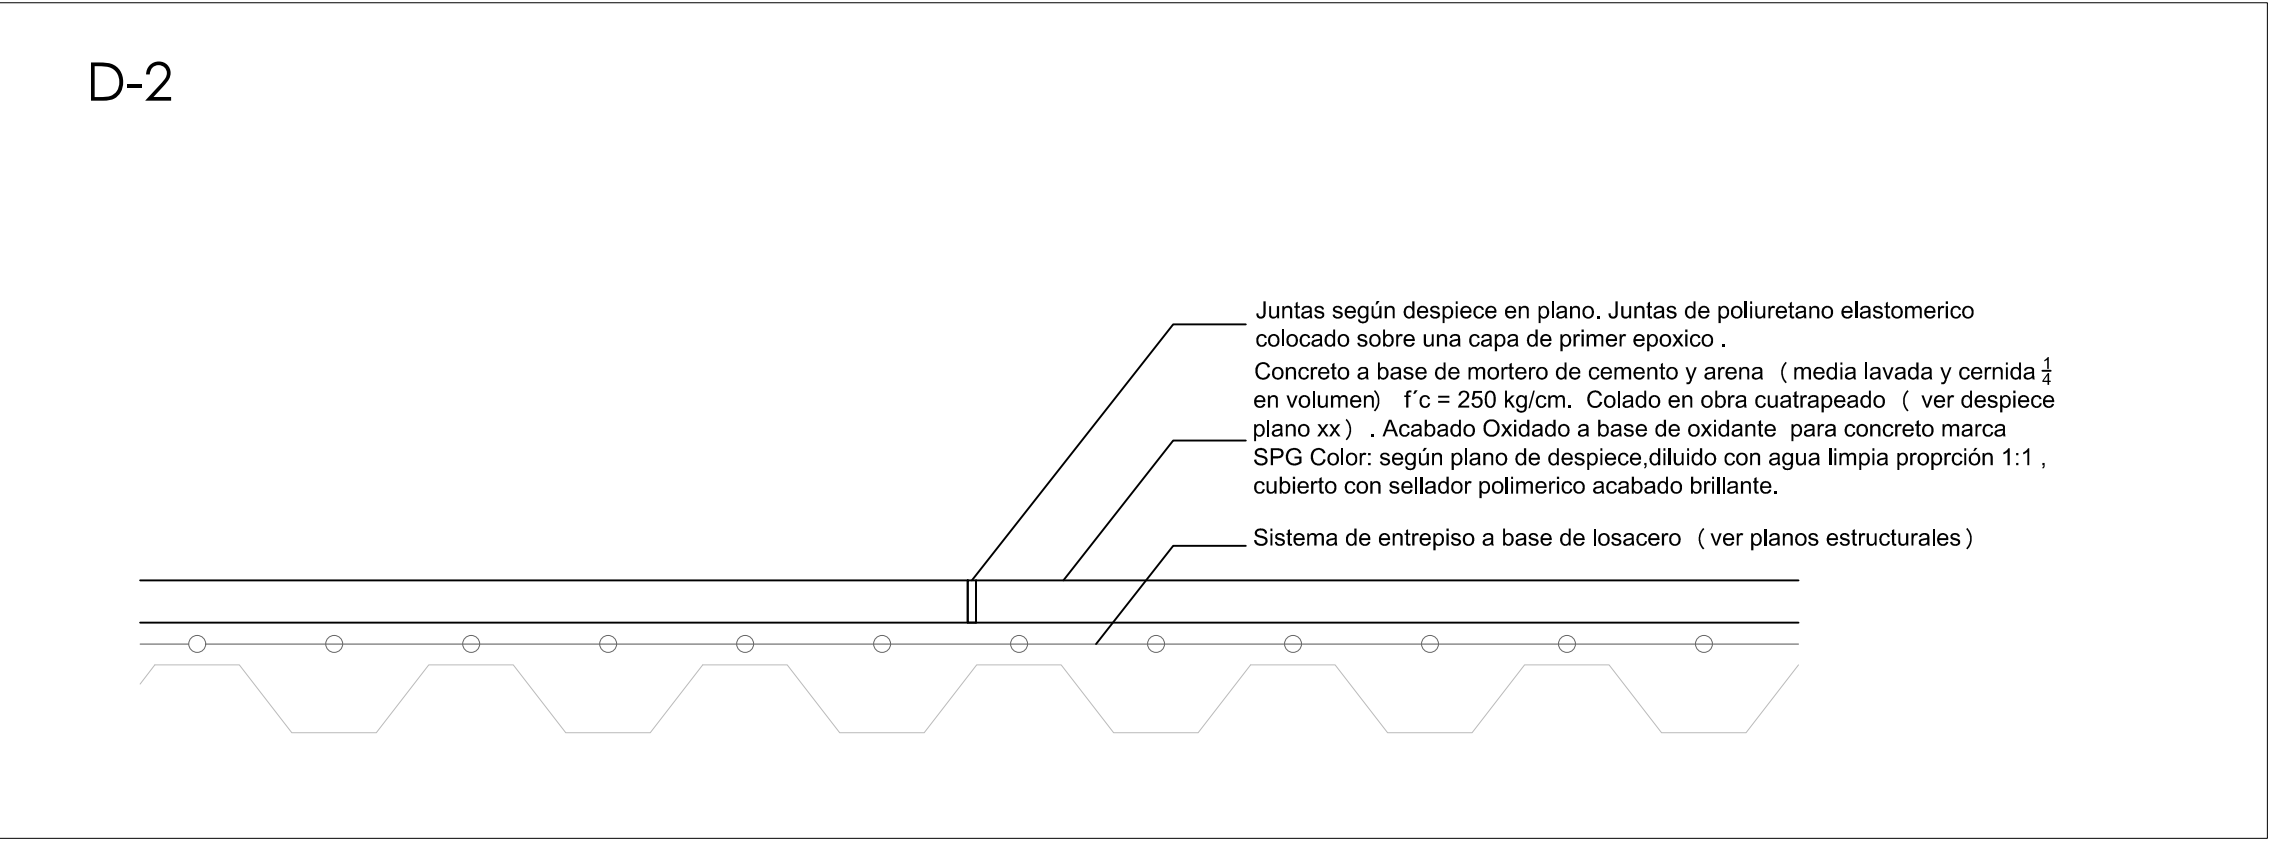 D-2
Juntas según despiece en plano. Juntas de poliuretano elastomerico
colocado sobre una capa de primer epoxico .
Concreto a base de mortero de cemento y arena ( media lavada y cernida 1/4
en volumen) f´c = 250 kg/cm. Colado en obra cuatrapeado ( ver despiece
plano xx ) . Acabado Oxidado a base de oxidante para concreto marca
SPG Color: según plano de despiece,diluido con agua limpia proprción 1:1 ,
cubierto con sellador polimerico acabado brillante.
Sistema de entrepiso a base de losacero ( ver planos estructurales )